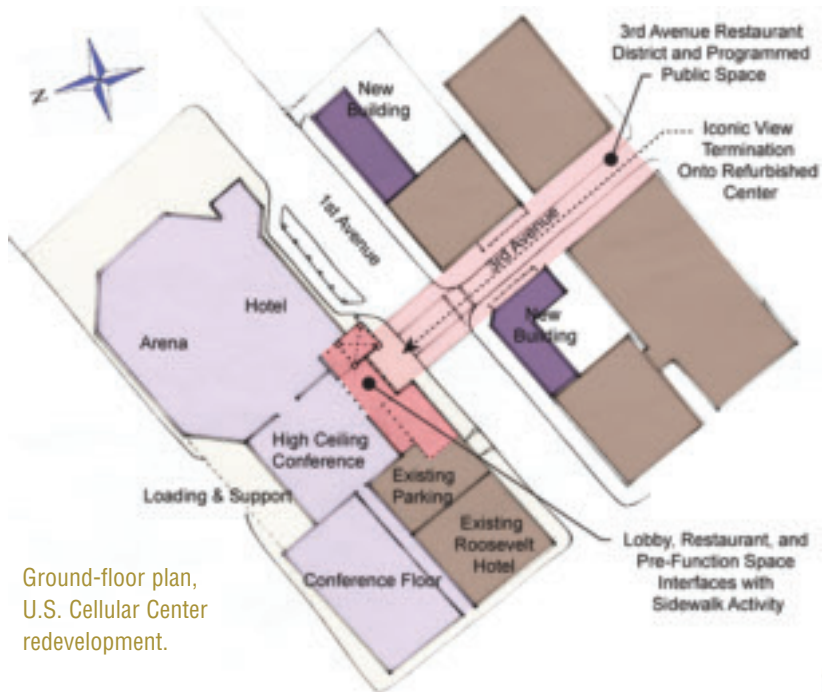 3rd Avenue Restaurant
District and Programmed
Public Space
Iconic View
Termination
Onto Refurbished
Center
New
Building
N
1st Avenue
3rd Avenue
Hotel
Arena
New
Building
High Ceiling
Conference
Loading & Support
Existing
Parking
Existing
Roosevelt
Hotel
Conference Floor
Lobby, Restaurant, and
Pre-Function Space
Interfaces with
Sidewalk Activity
Ground-floor plan,
U.S. Cellular Center
redevelopment.